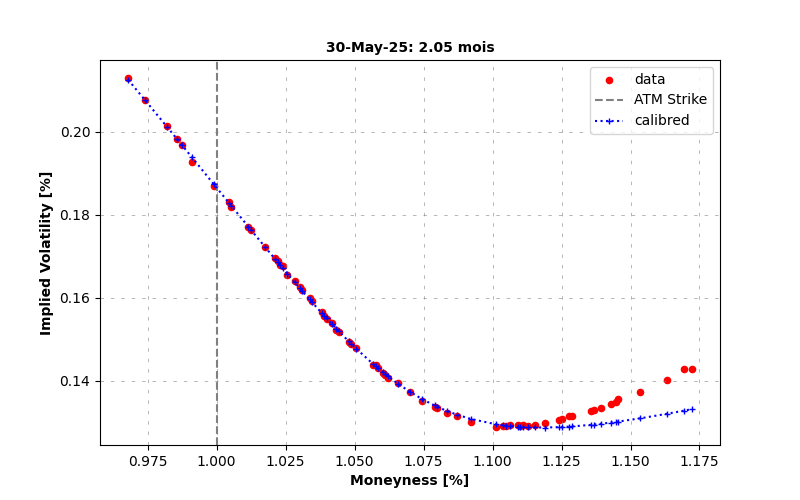 30-May-25: 2.05 mois
data
ATM Strike
calibred
Implied Volatility [%]
0.20
0.18
0.16
0.14
0.975
1.000
1.025
1.050
1.075
1.100
1.125
1.150
1.175
Moneyness [%]